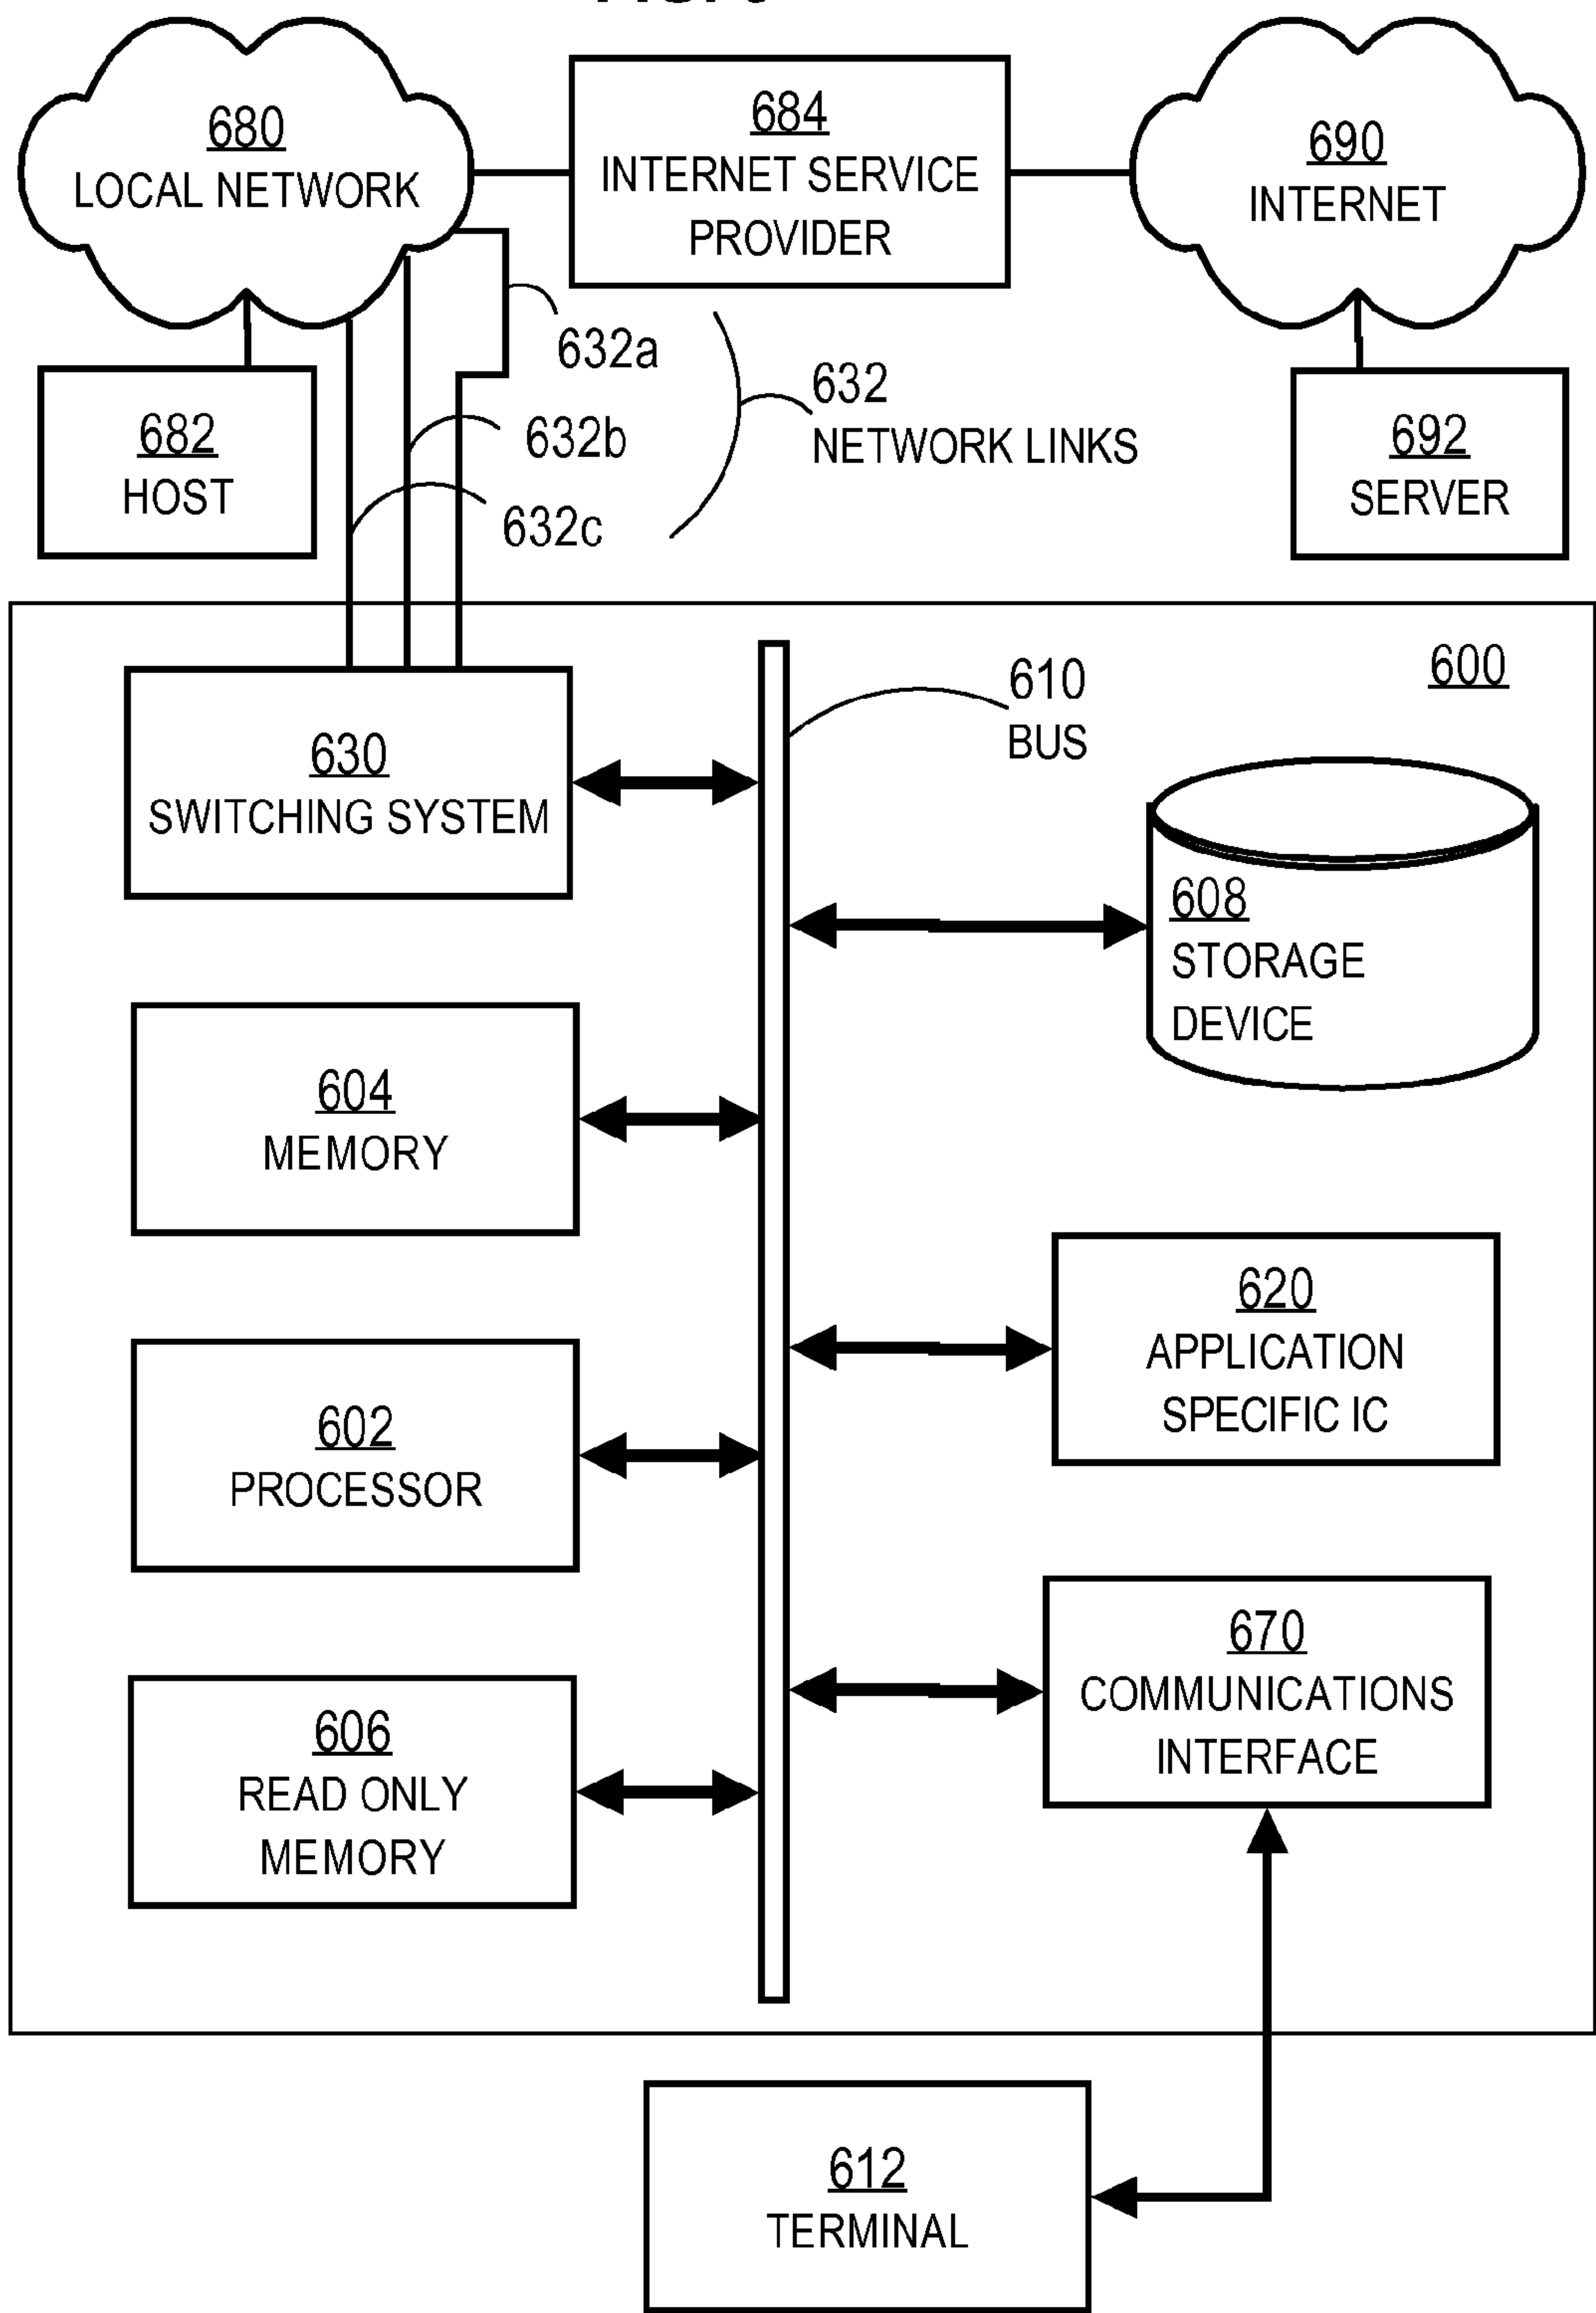 680
LOCAL NETWORK
684
INTERNET SERVICE
PROVIDER
690
INTERNET
632a
632
NETWORK LINKS
632b
632c
682
HOST
692
SERVER
600
610
BUS
630
SWITCHING SYSTEM
608
STORAGE
DEVICE
604
MEMORY
620
APPLICATION
SPECIFIC IC
602
PROCESSOR
670
COMMUNICATIONS
INTERFACE
606
READ ONLY
MEMORY
612
TERMINAL